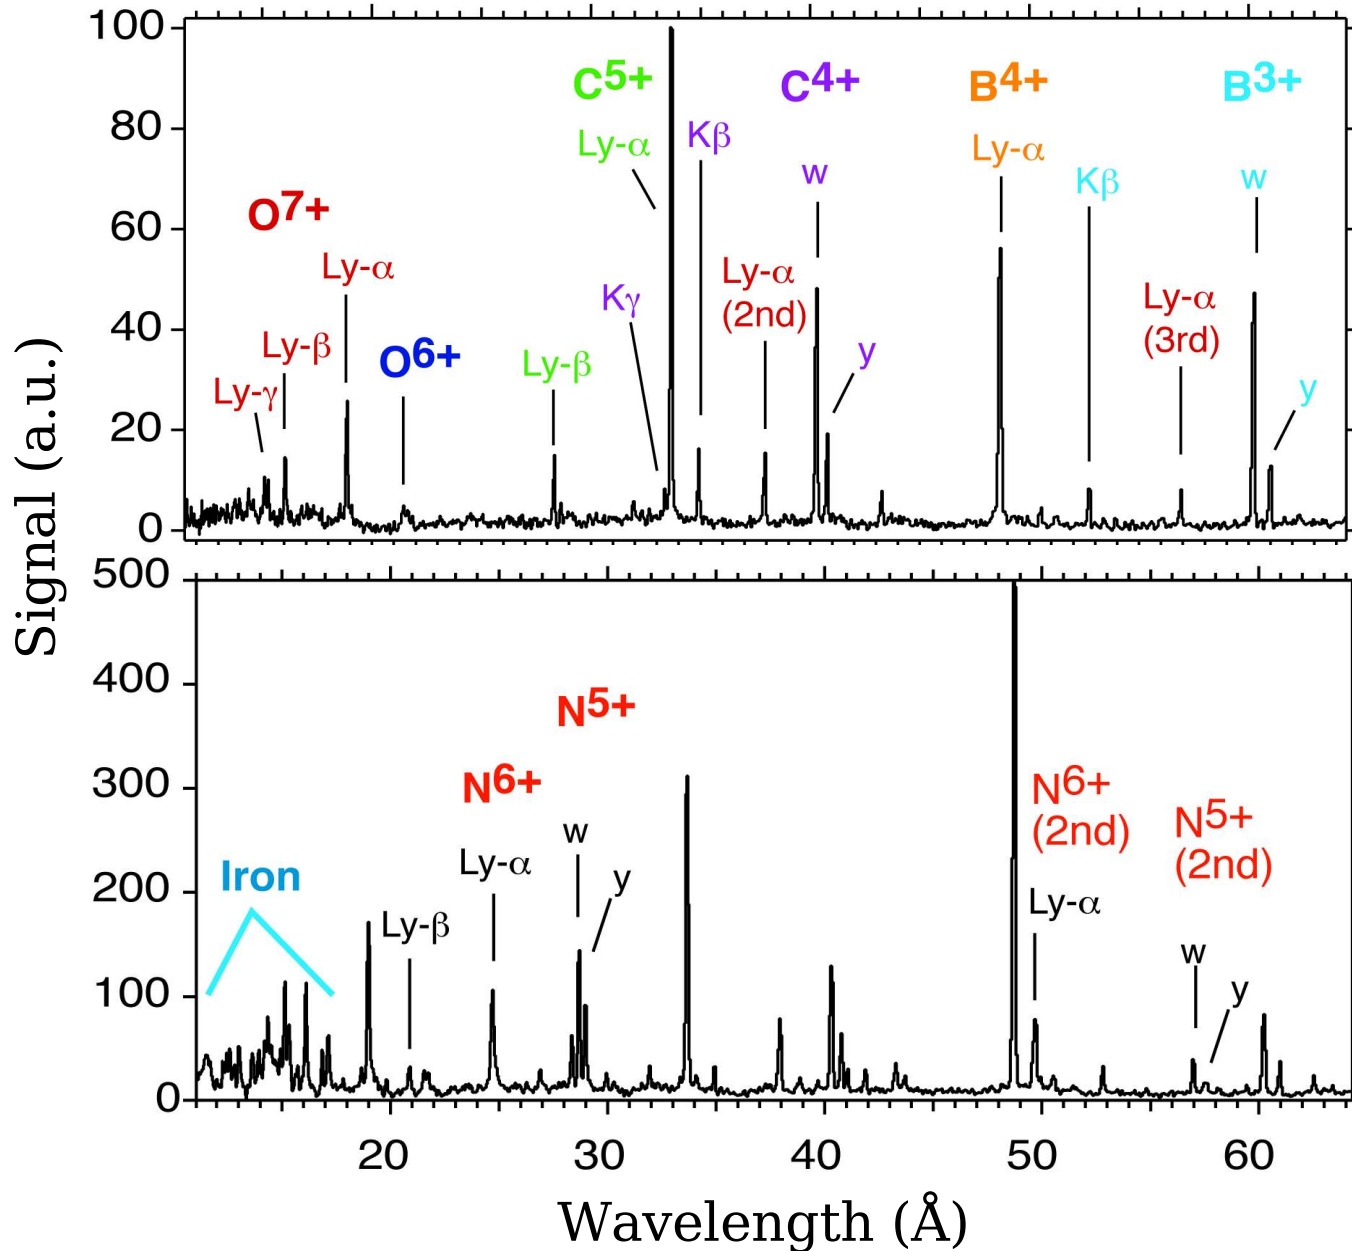 100
80
60
40
20
0
C5+
Ly-α
Kβ
C4+
w
B4+
Ly-α
Kβ
B3+
w
O7+
Ly-α
Ly-β
Ly-γ
O6+
Ly-β
Kγ
Ly-α
(2nd)
y
Ly-α
(3rd)
y
Signal (a.u.)
500
400
300
200
100
0
N5+
N6+
w
Ly-α
y
Iron
Ly-β
N6+
(2nd)
Ly-α
N5+
(2nd)
w
y
20 30 40 50 60
Wavelength (Å)